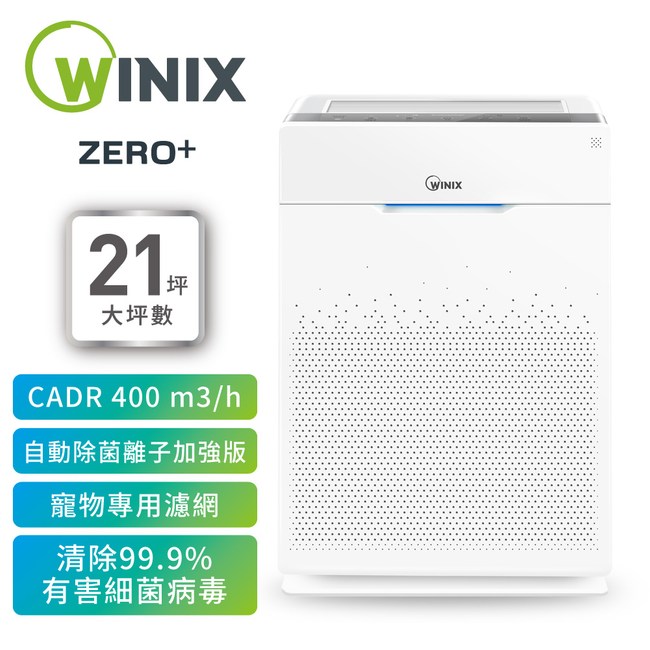 WINIX
ZERO+
21坪
大坪數
CADR 400 m3/h
自動除菌離子加強版
寵物專用濾網
清除99.9%
有害細菌病毒
WINIX